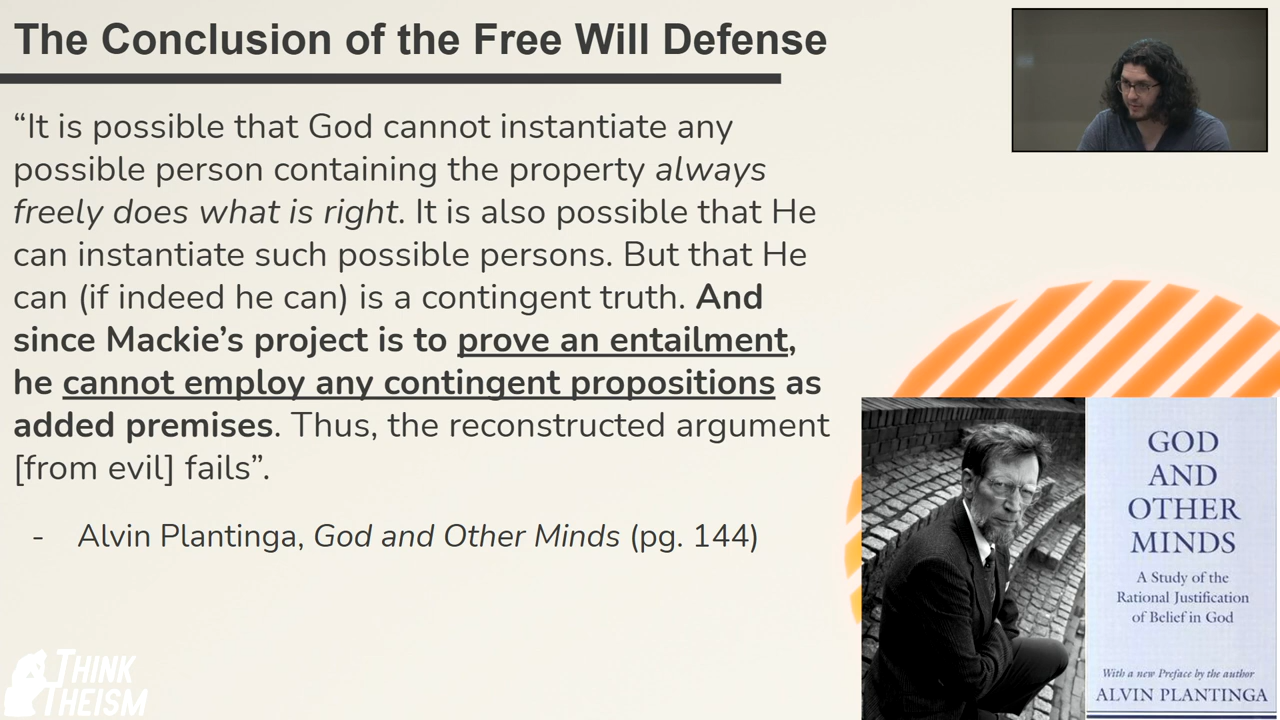 The Conclusion of the Free Will Defense
“It is possible that God cannot instantiate any
possible person containing the property always
freely does what is right. It is also possible that He
can instantiate such possible persons. But that He
can (if indeed he can) is a contingent truth. And
since Mackie’s project is to prove an entailment,
he cannot employ any contingent propositions as
added premises. Thus, the reconstructed argument
[from evil] fails”.
- Alvin Plantinga, God and Other Minds (pg. 144)
GOD
AND
OTHER
MINDS
A Study of the
Rational Justification
of Belief in God
With a new Preface by the author
ALVIN PLANTINGA
THINK
THEISM